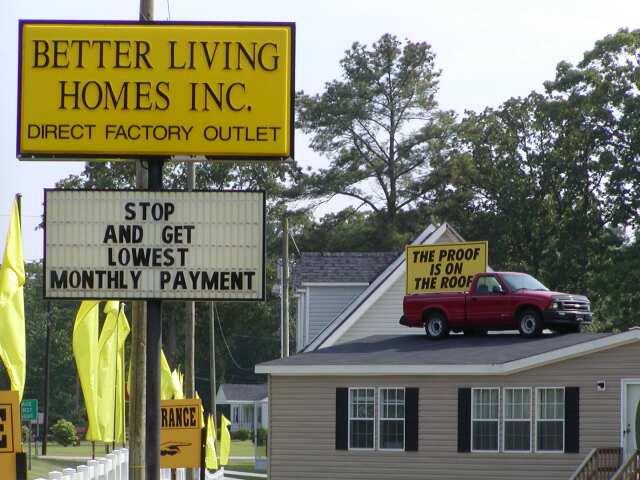 BETTER LIVING
HOMES INC.
DIRECT FACTORY OUTLET
STOP
AND GET
LOWEST
MONTHLY PAYMENT
THE PROOF
IS ON
THE ROOF
RANCE
E